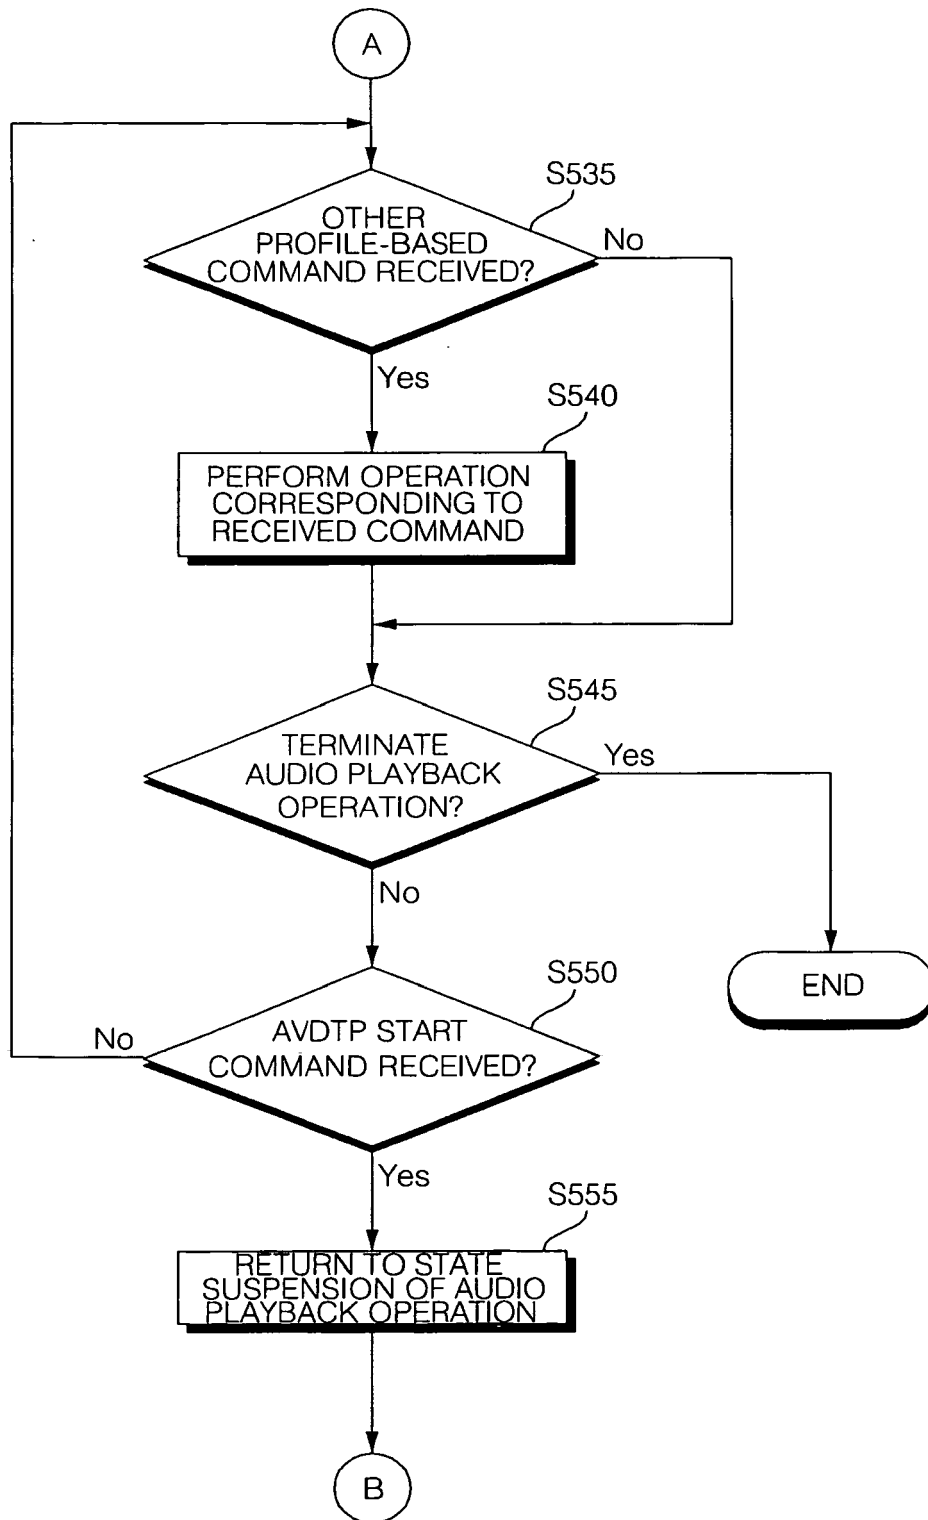 A
S535
OTHER
PROFILE-BASED
COMMAND RECEIVED?
No
Yes
S540
PERFORM OPERATION
CORRESPONDING TO
RECEIVED COMMAND
S545
TERMINATE
AUDIO PLAYBACK
OPERATION?
Yes
No
END
S550
AVDTP START
COMMAND RECEIVED?
No
Yes
S555
RETURN TO STATE
SUSPENSION OF AUDIO
PLAYBACK OPERATION
B